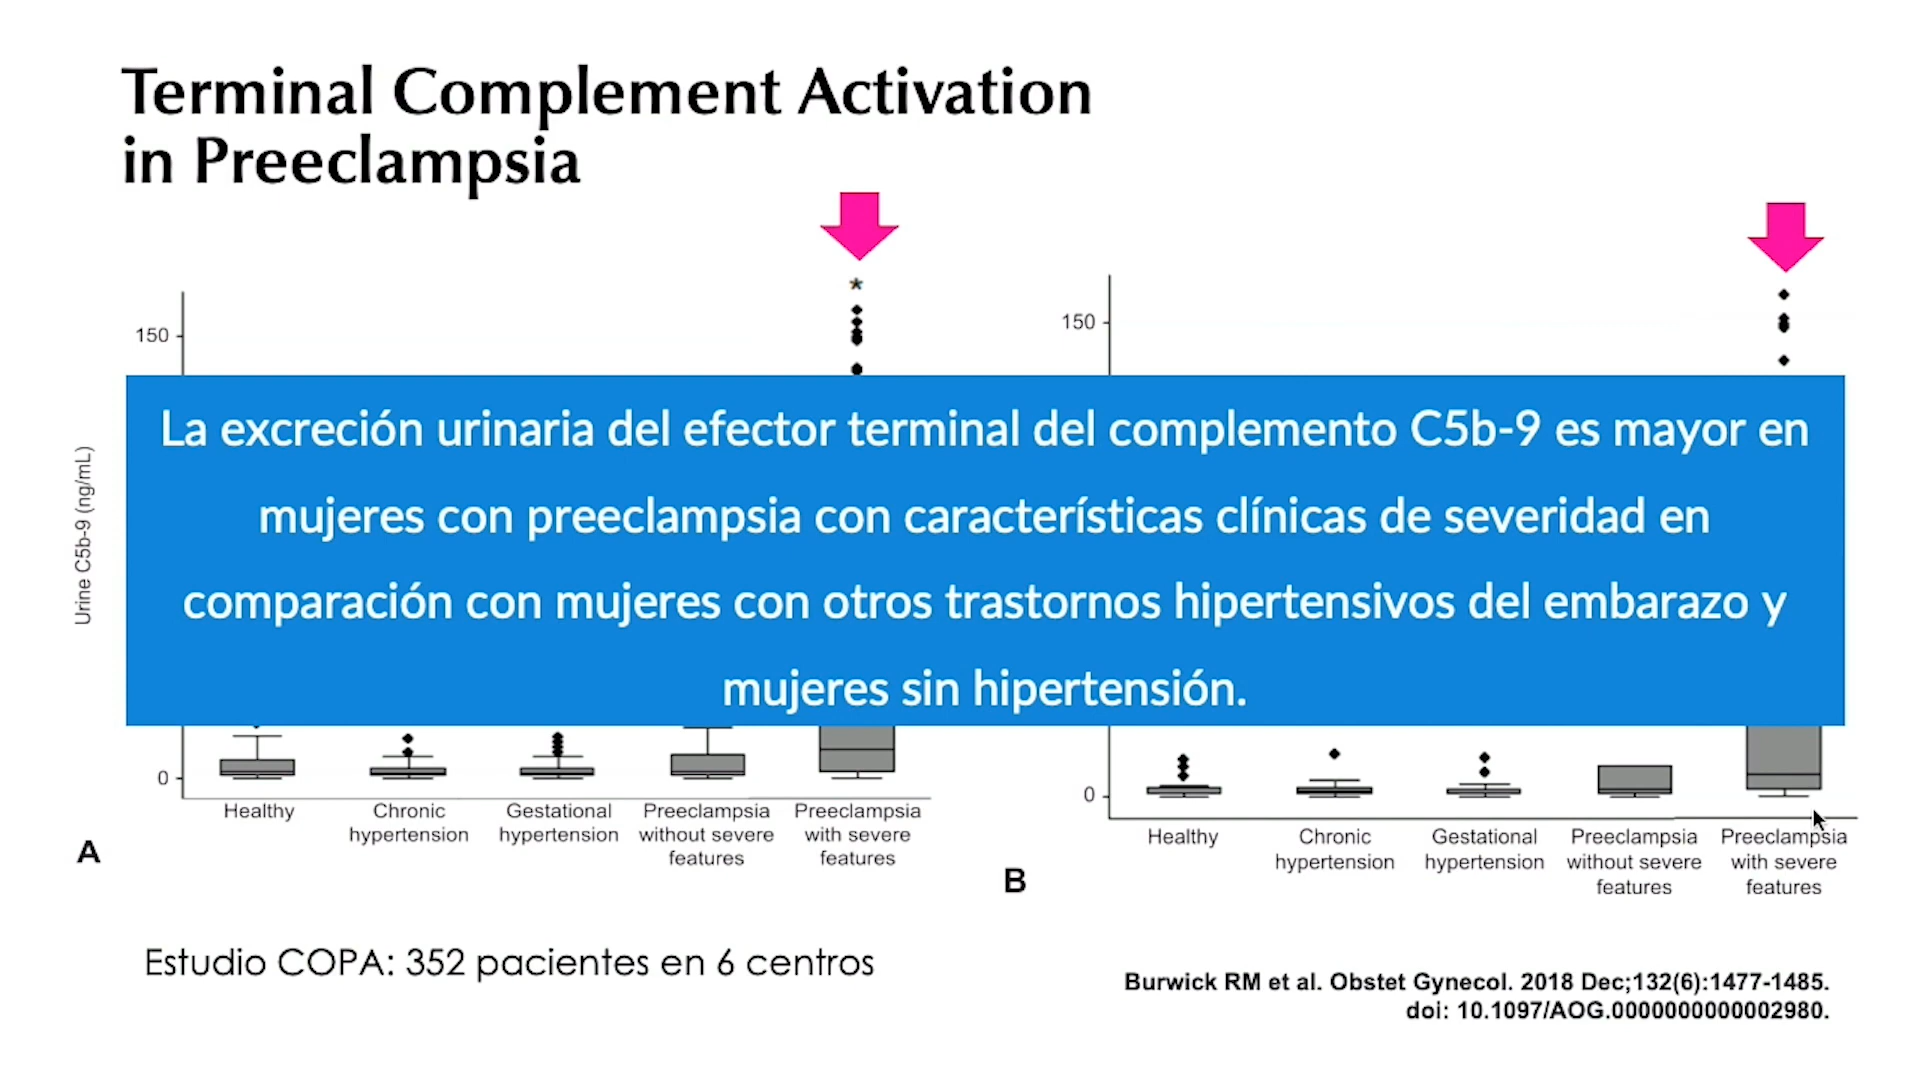 Terminal Complement Activation
in Preeclampsia
*
150
150
Urine C5b-9 (ng/mL)
La excreción urinaria del efector terminal del complemento C5b-9 es mayor en
mujeres con preeclampsia con características clínicas de severidad en
comparación con mujeres con otros trastornos hipertensivos del embarazo y
mujeres sin hipertensión.
0
Healthy
Chronic
hypertension
Gestational
hypertension
Preeclampsia
without severe
features
Preeclampsia
with severe
features
A
0
Healthy
Chronic
hypertension
Gestational
hypertension
Preeclampsia
without severe
features
Preeclampsia
with severe
features
B
Estudio COPA: 352 pacientes en 6 centros
Burwick RM et al. Obstet Gynecol. 2018 Dec;132(6):1477-1485.
doi: 10.1097/AOG.0000000000002980.